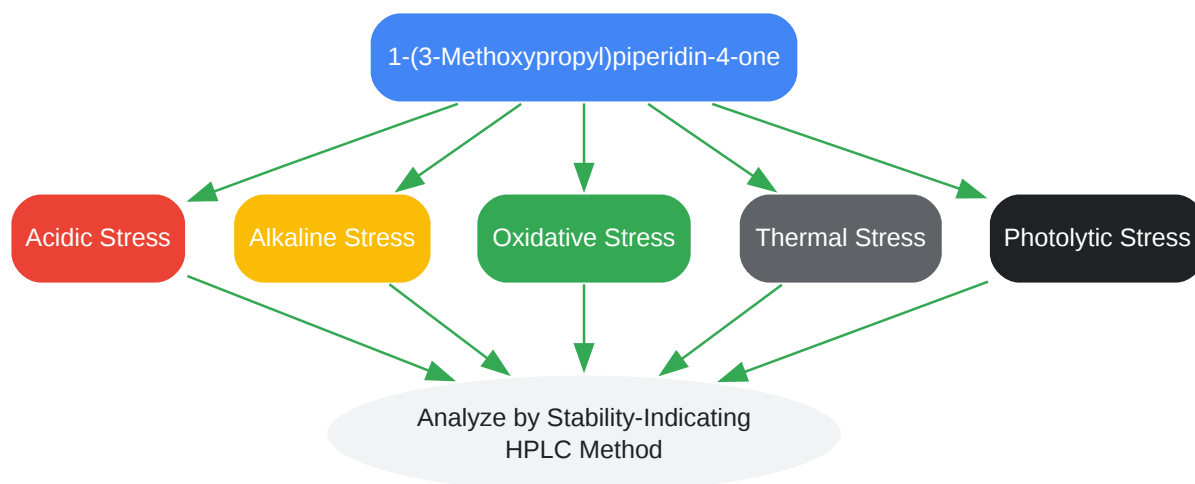 1-(3-Methoxypropyl)piperidin-4-one
Acidic Stress
Alkaline Stress
Oxidative Stress
Thermal Stress
Photolytic Stress
Analyze by Stability-Indicating
HPLC Method